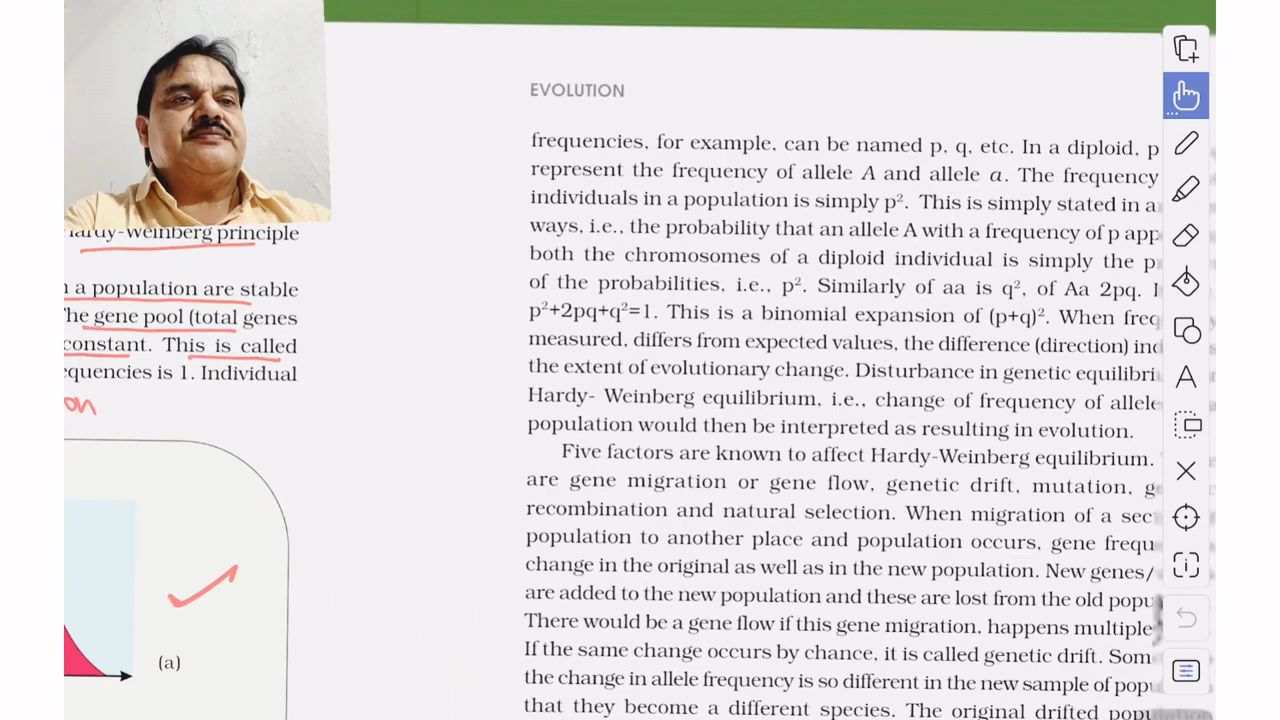 Hardy-Weinberg principle
a population are stable
The gene pool (total genes
constant. This is called
1. Individual
on
(a)
EVOLUTION
frequencies, for example, can be named p, q, etc. In a diploid, p
represent the frequency of allele A and allele a. The frequency
individuals in a population is simply p². This is simply stated in a
ways, i.e., the probability that an allele A with a frequency of p app
both the chromosomes of a diploid individual is simply the p
of the probabilities, i.e., p². Similarly of aa is q², of Aa 2pq.
p²+2pq+q²=1. This is a binomial expansion of (p+q)². When freq
measured, differs from expected values, the difference (direction) ind
the extent of evolutionary change. Disturbance in genetic equilibri
Hardy- Weinberg equilibrium, i.e., change of frequency of allele
population would then be interpreted as resulting in evolution.
Five factors are known to affect Hardy-Weinberg equilibrium.
are gene migration or gene flow, genetic drift, mutation, g
recombination and natural selection. When migration of a sec
population to another place and population occurs, gene frequ
change in the original as well as in the new population. New genes/
are added to the new population and these are lost from the old popu
There would be a gene flow if this gene migration, happens multiple
If the same change occurs by chance, it is called genetic drift. Som
the change in allele frequency is so different in the new sample of popu
that they become a different species. The original drifted popu